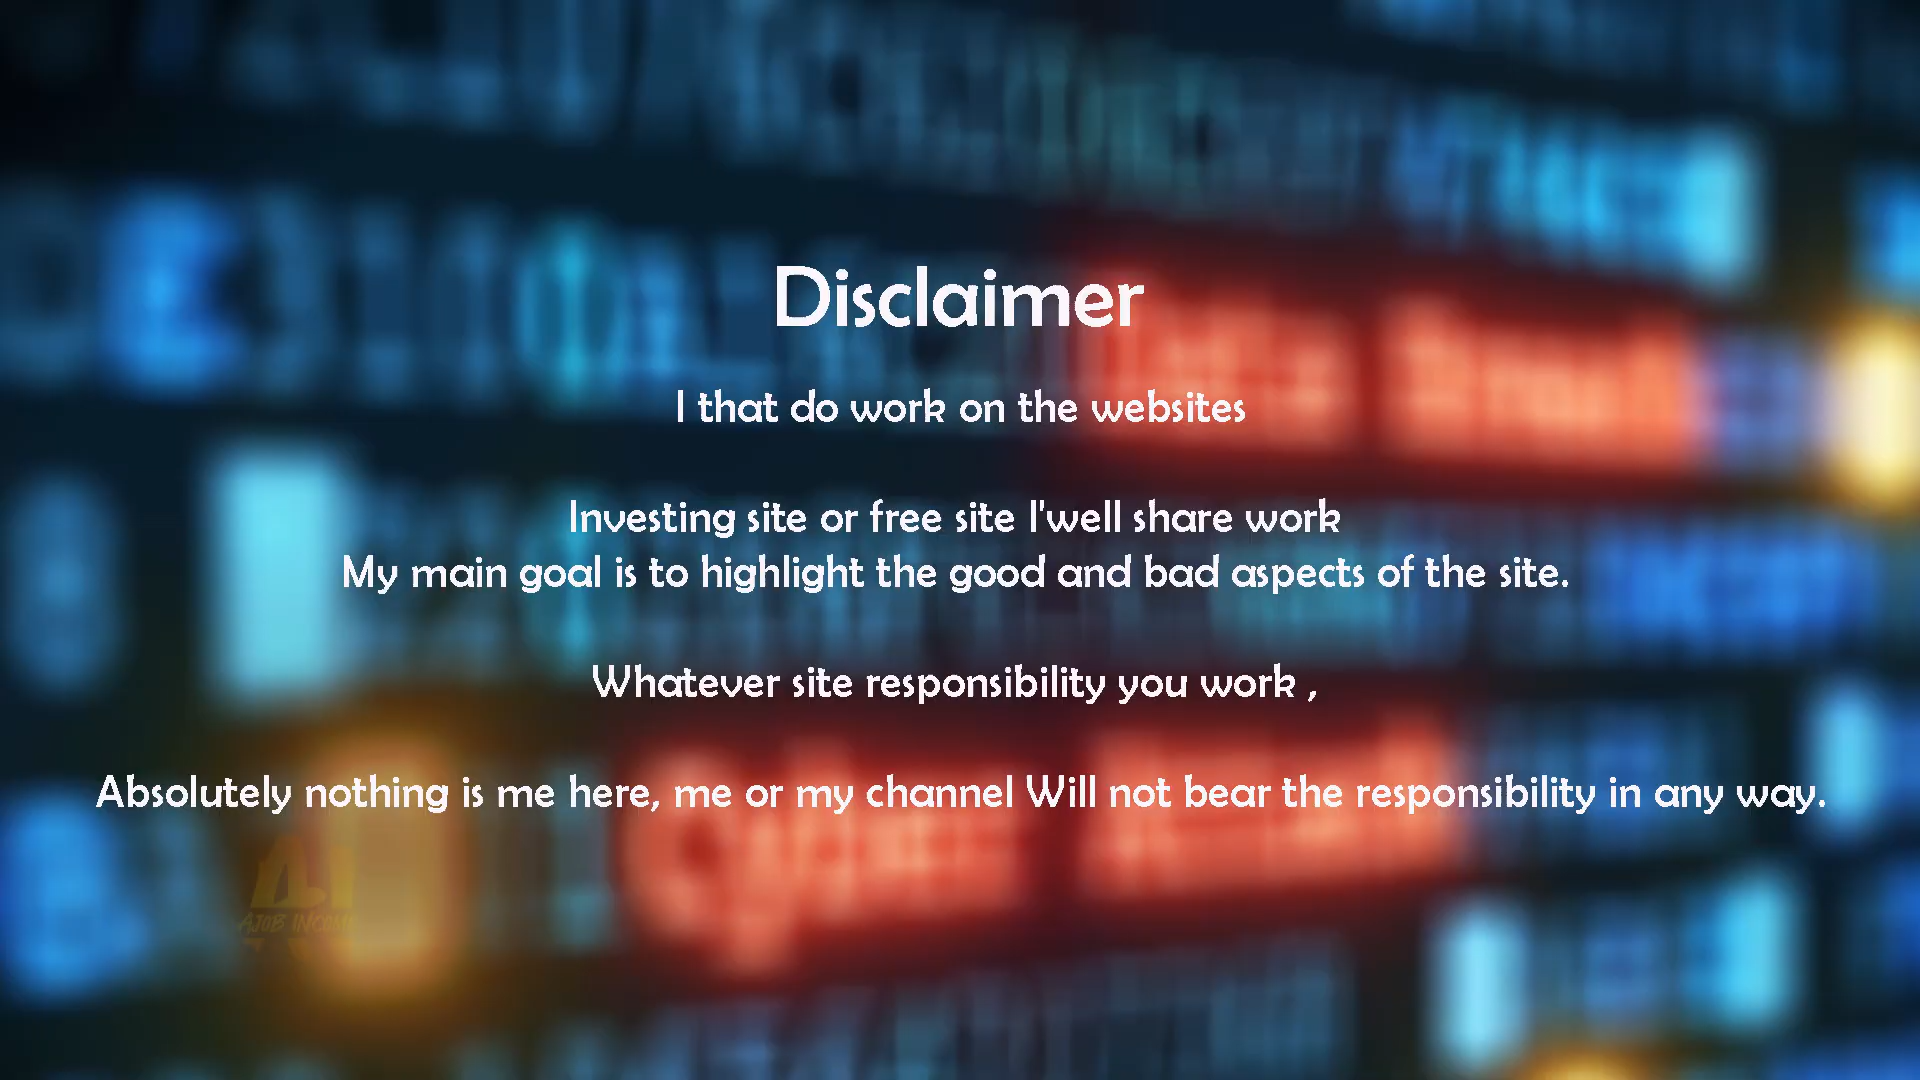 Disclaimer
I that do work on the websites
Investing site or free site I'well share work
My main goal is to highlight the good and bad aspects of the site.
Whatever site responsibility you work ,
Absolutely nothing is me here, me or my channel Will not bear the responsibility in any way.
AJOB INCOME